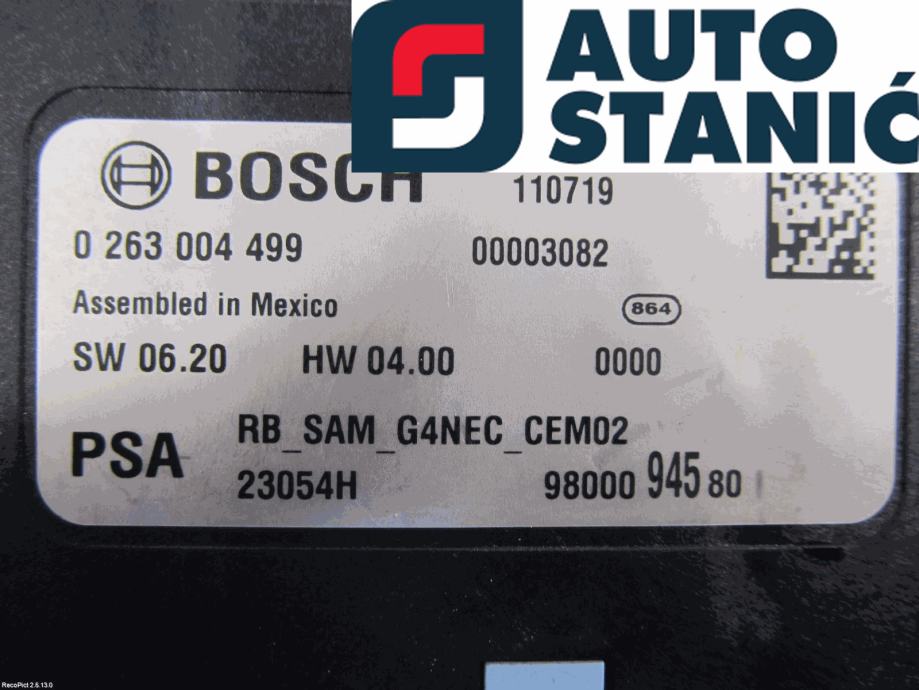 AUTO
STANIĆ
BOSCH 110719
0 263 004 499 00003082
Assembled in Mexico 864
SW 06.20 HW 04.00 0000
PSA RB_SAM_G4NEC_CEM02
23054H 98000 945 80
RecoPict 2.5.13.0